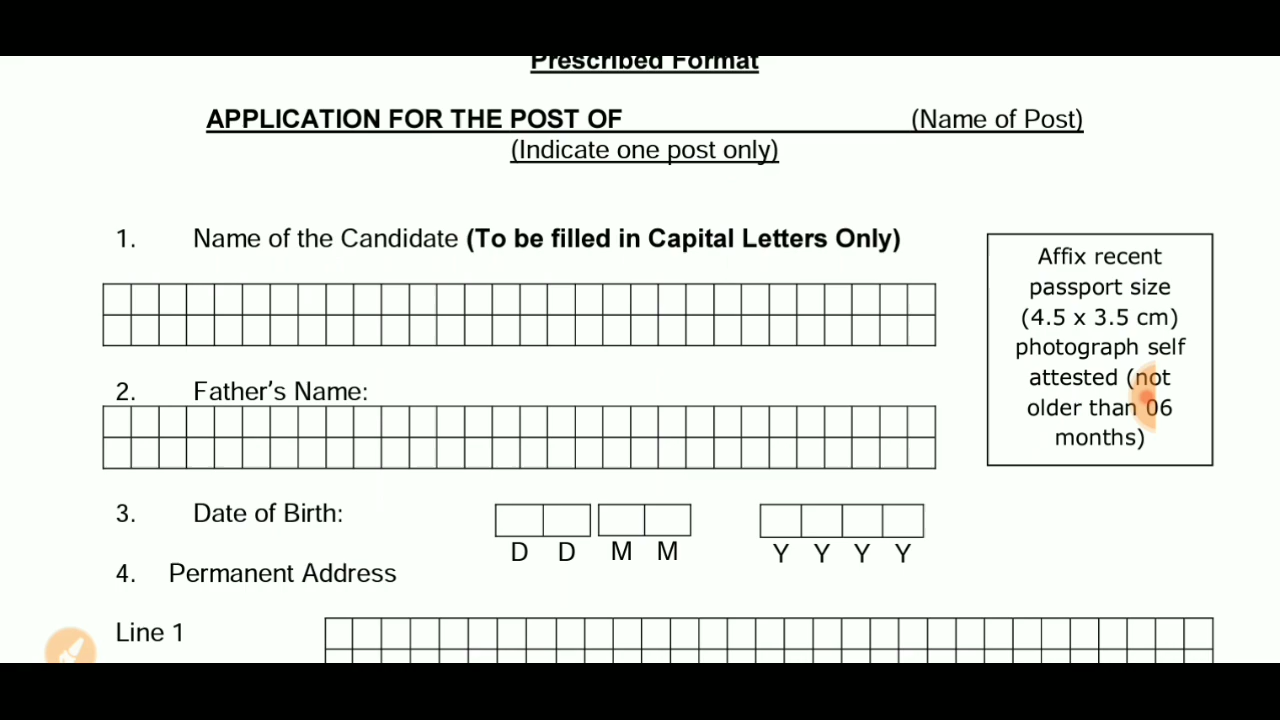 Prescribed Format
APPLICATION FOR THE POST OF (Name of Post)
(Indicate one post only)
1. Name of the Candidate (To be filled in Capital Letters Only)
Affix recent
passport size
(4.5 x 3.5 cm)
photograph self
attested (not
older than 06
months)
2. Father’s Name:
3. Date of Birth:
D D M M Y Y Y Y
4. Permanent Address
Line 1